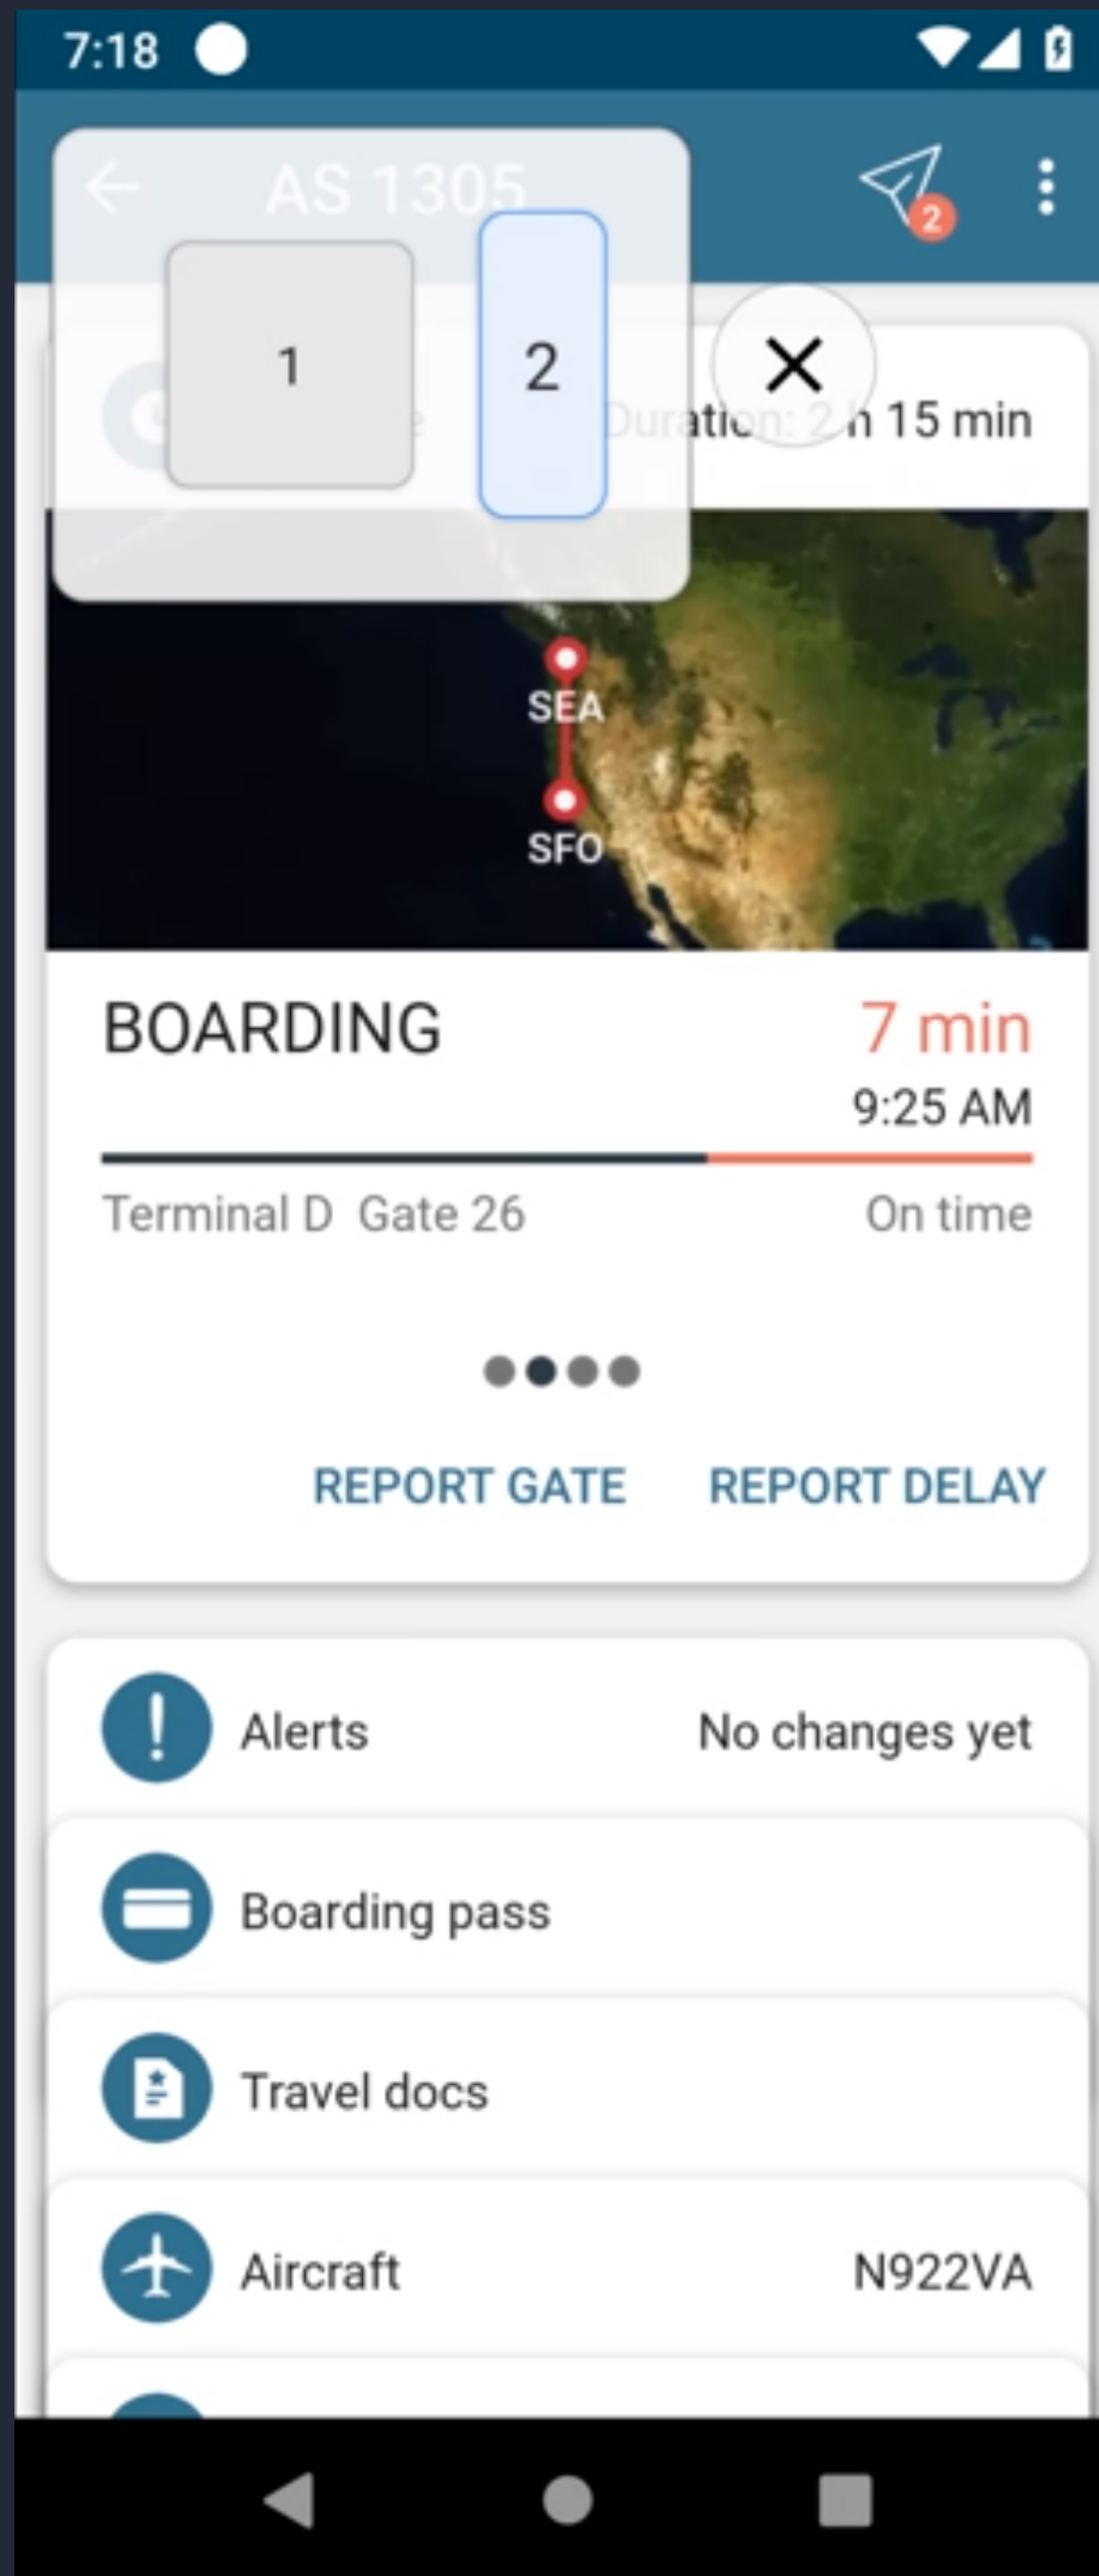 7:18
AS 1305
2
1
2
Duration: 2 h 15 min
SEA
SFO
BOARDING
7 min
9:25 AM
Terminal D Gate 26
On time
REPORT GATE
REPORT DELAY
Alerts
No changes yet
Boarding pass
Travel docs
Aircraft
N922VA